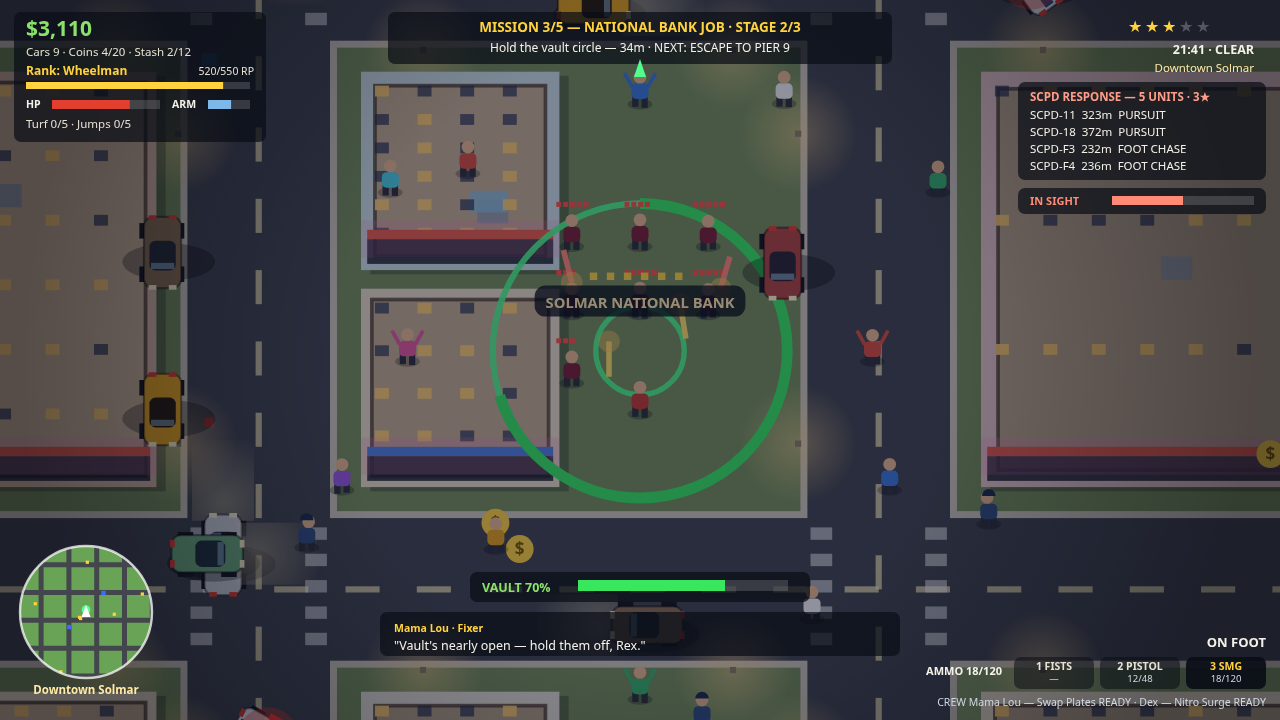 $3,110
Cars 9 · Coins 4/20 · Stash 2/12
Rank: Wheelman 520/550 RP
HP ARM
Turf 0/5 · Jumps 0/5
MISSION 3/5 — NATIONAL BANK JOB · STAGE 2/3
Hold the vault circle — 34m · NEXT: ESCAPE TO PIER 9
★★★★★
21:41 · CLEAR
Downtown Solmar
SCPD RESPONSE — 5 UNITS · 3★
SCPD-11 323m PURSUIT
SCPD-18 372m PURSUIT
SCPD-F3 232m FOOT CHASE
SCPD-F4 236m FOOT CHASE
IN SIGHT
SOLMAR NATIONAL BANK
$
$
VAULT 70%
Mama Lou · Fixer
"Vault's nearly open — hold them off, Rex."
Downtown Solmar
ON FOOT
AMMO 18/120
1 FISTS
—
2 PISTOL
12/48
3 SMG
18/120
CREW Mama Lou — Swap Plates READY · Dex — Nitro Surge READY